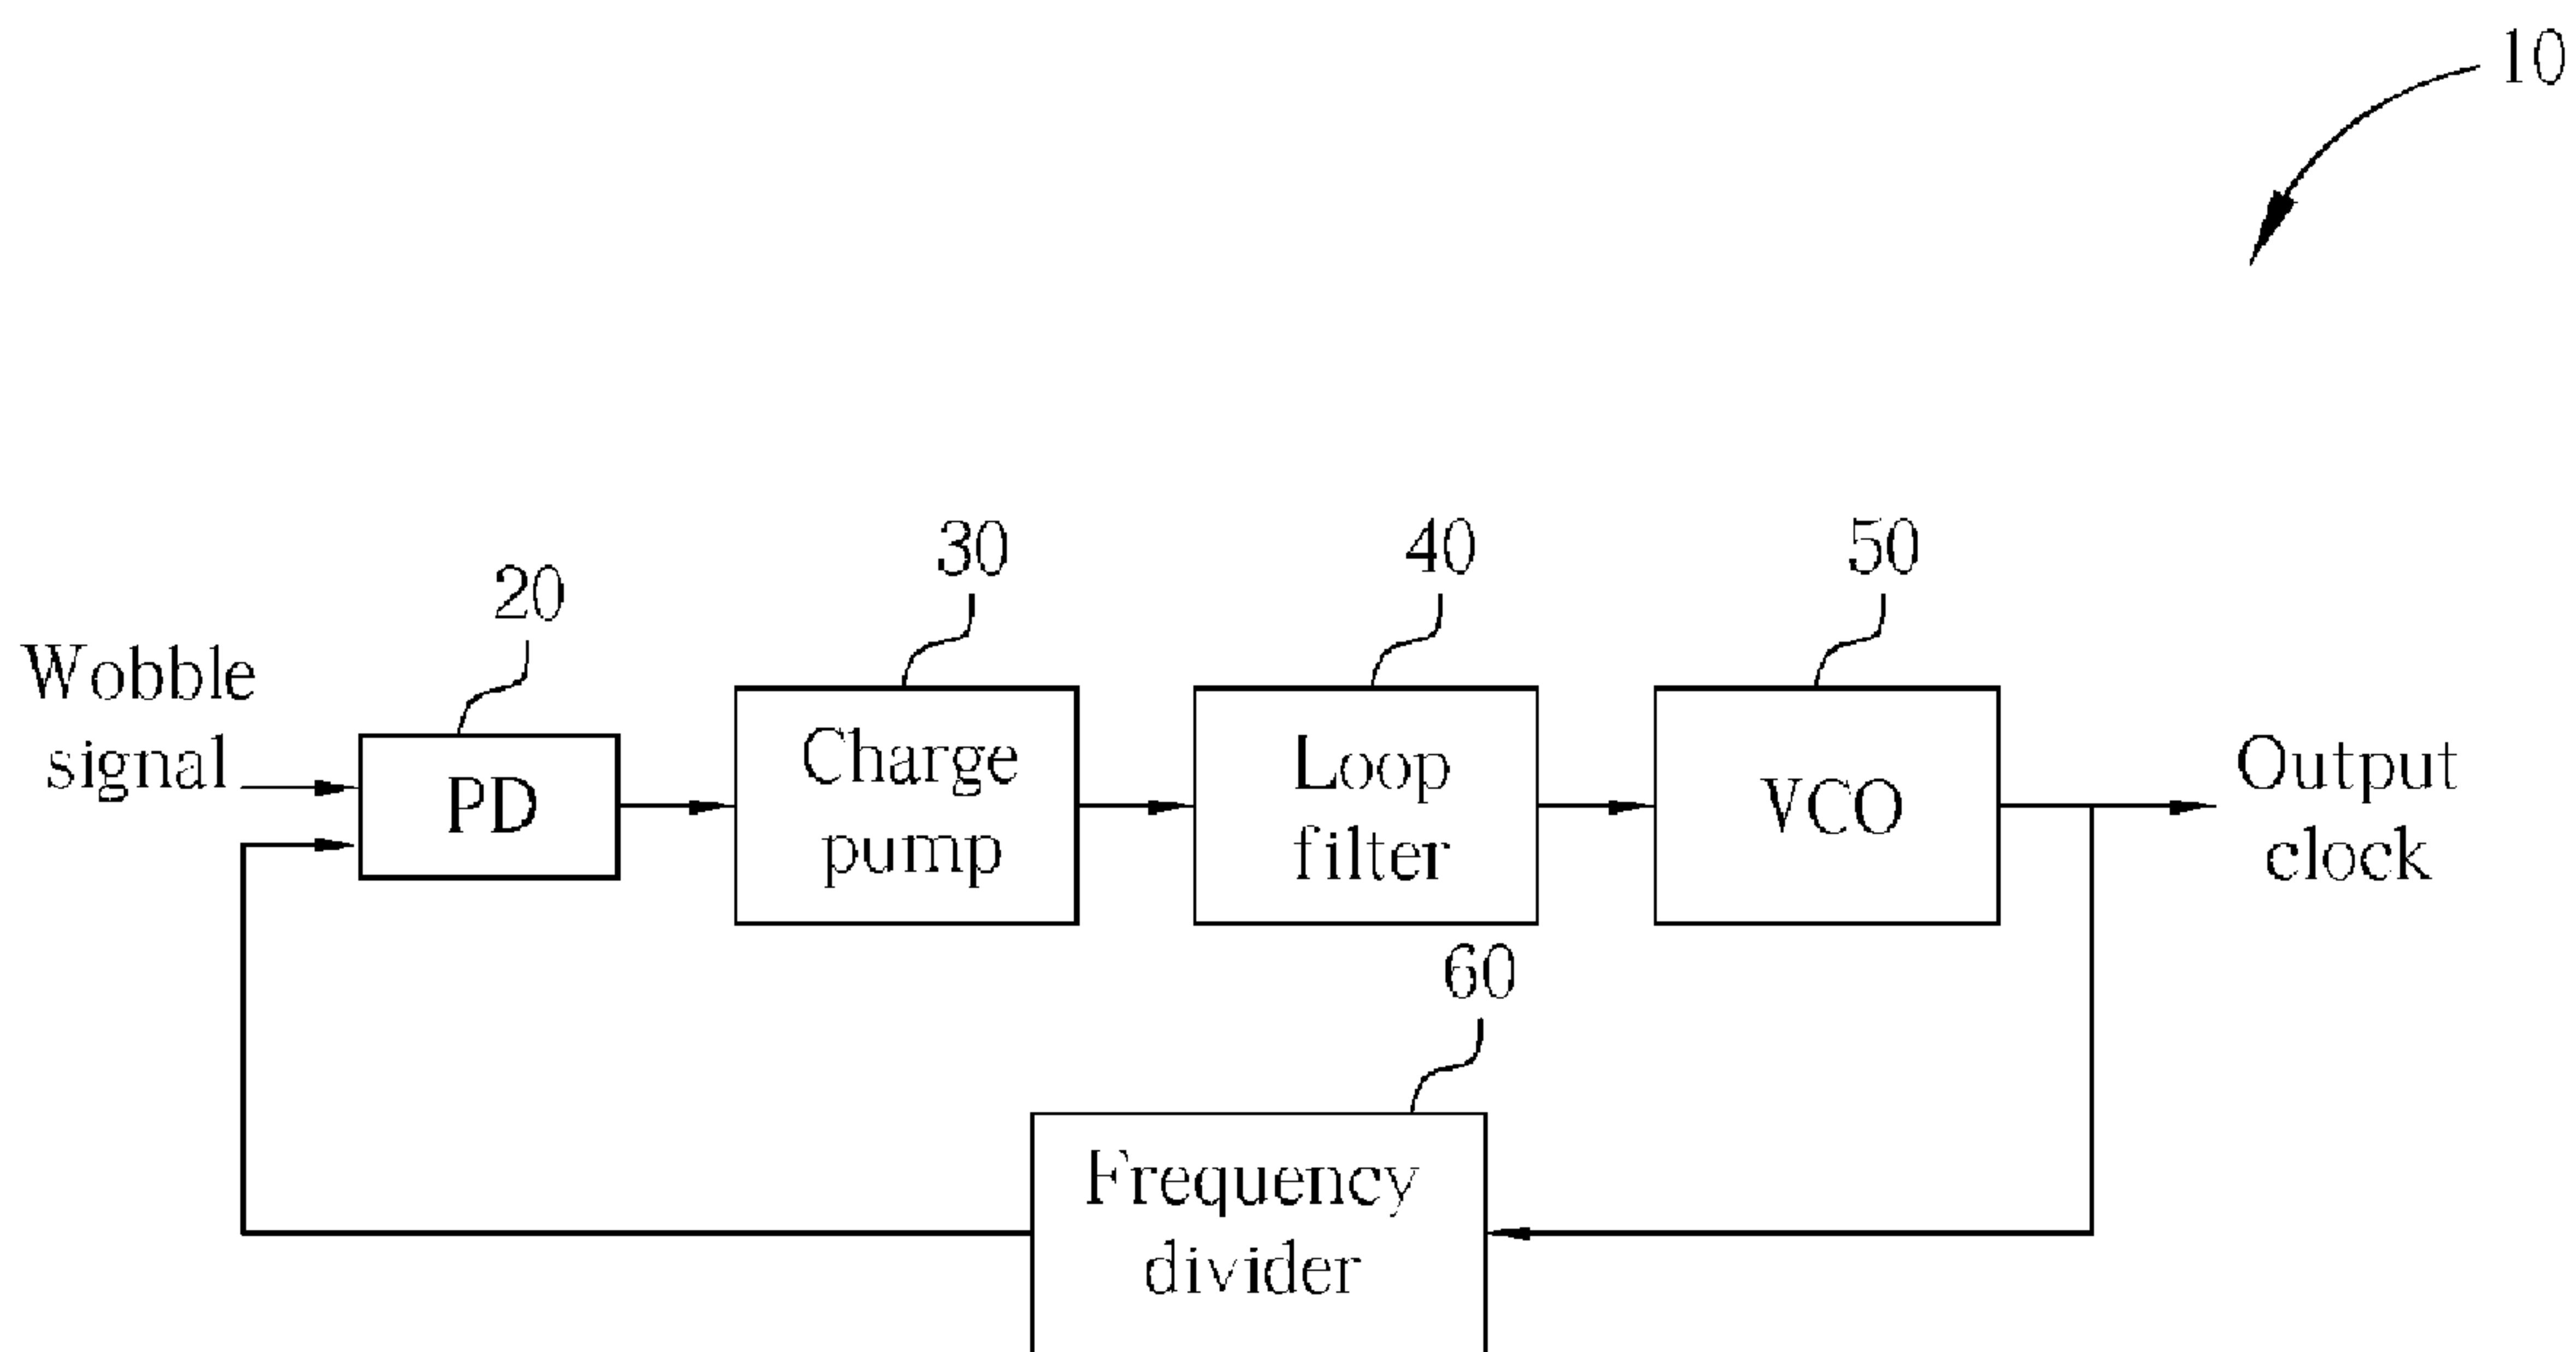 10
20
30
40
50
Wobble
signal
PD
Charge
pump
Loop
filter
VCO
Output
clock
60
Frequency
divider